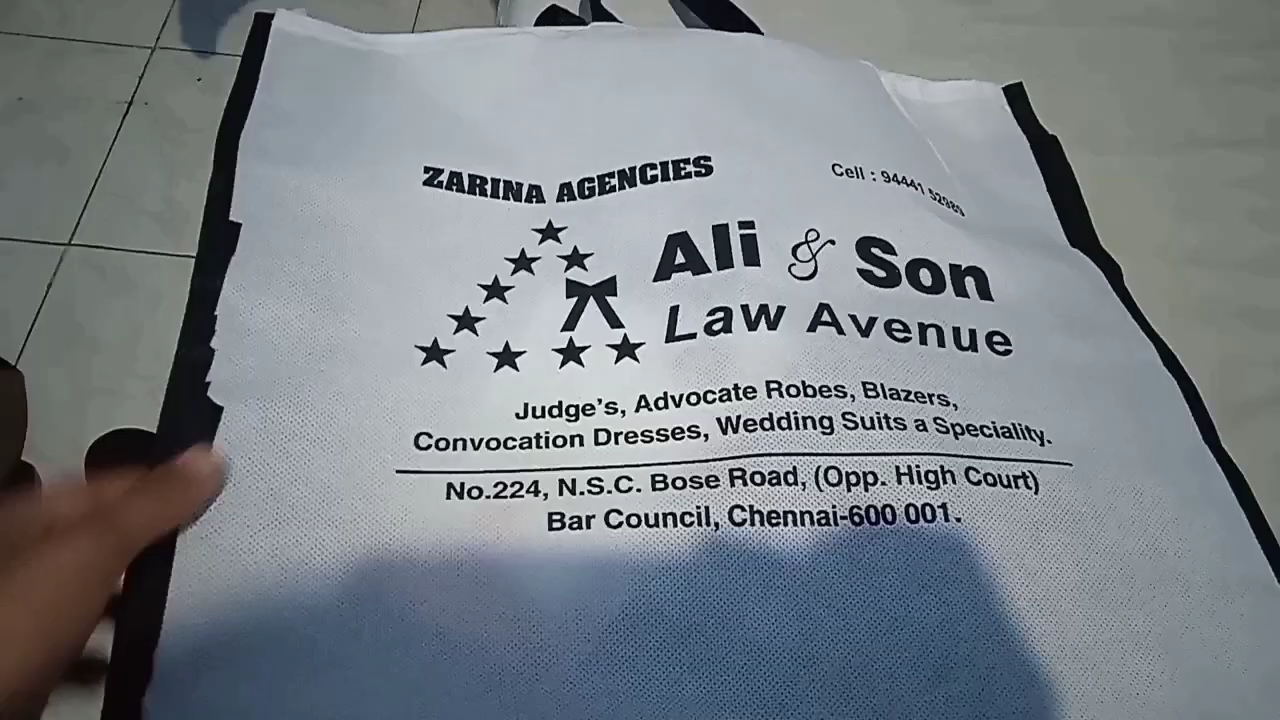 ZARINA AGENCIES
Cell : 94441 52989
Ali & Son
Law Avenue
Judge's, Advocate Robes, Blazers,
Convocation Dresses, Wedding Suits a Speciality.
No.224, N.S.C. Bose Road, (Opp. High Court)
Bar Council, Chennai-600 001.